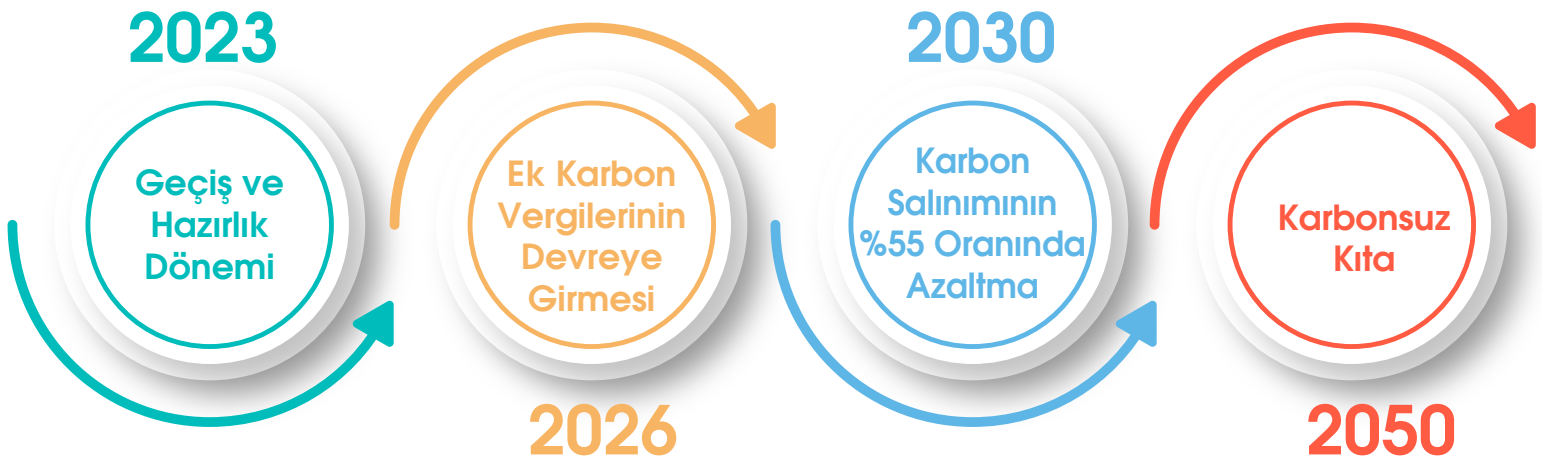 2023
Geçiş ve
Hazırlık
Dönemi
Ek Karbon
Vergilerinin
Devreye
Girmesi
2026
2030
Karbon
Salınımının
%55 Oranında
Azaltma
Karbonsuz
Kıta
2050